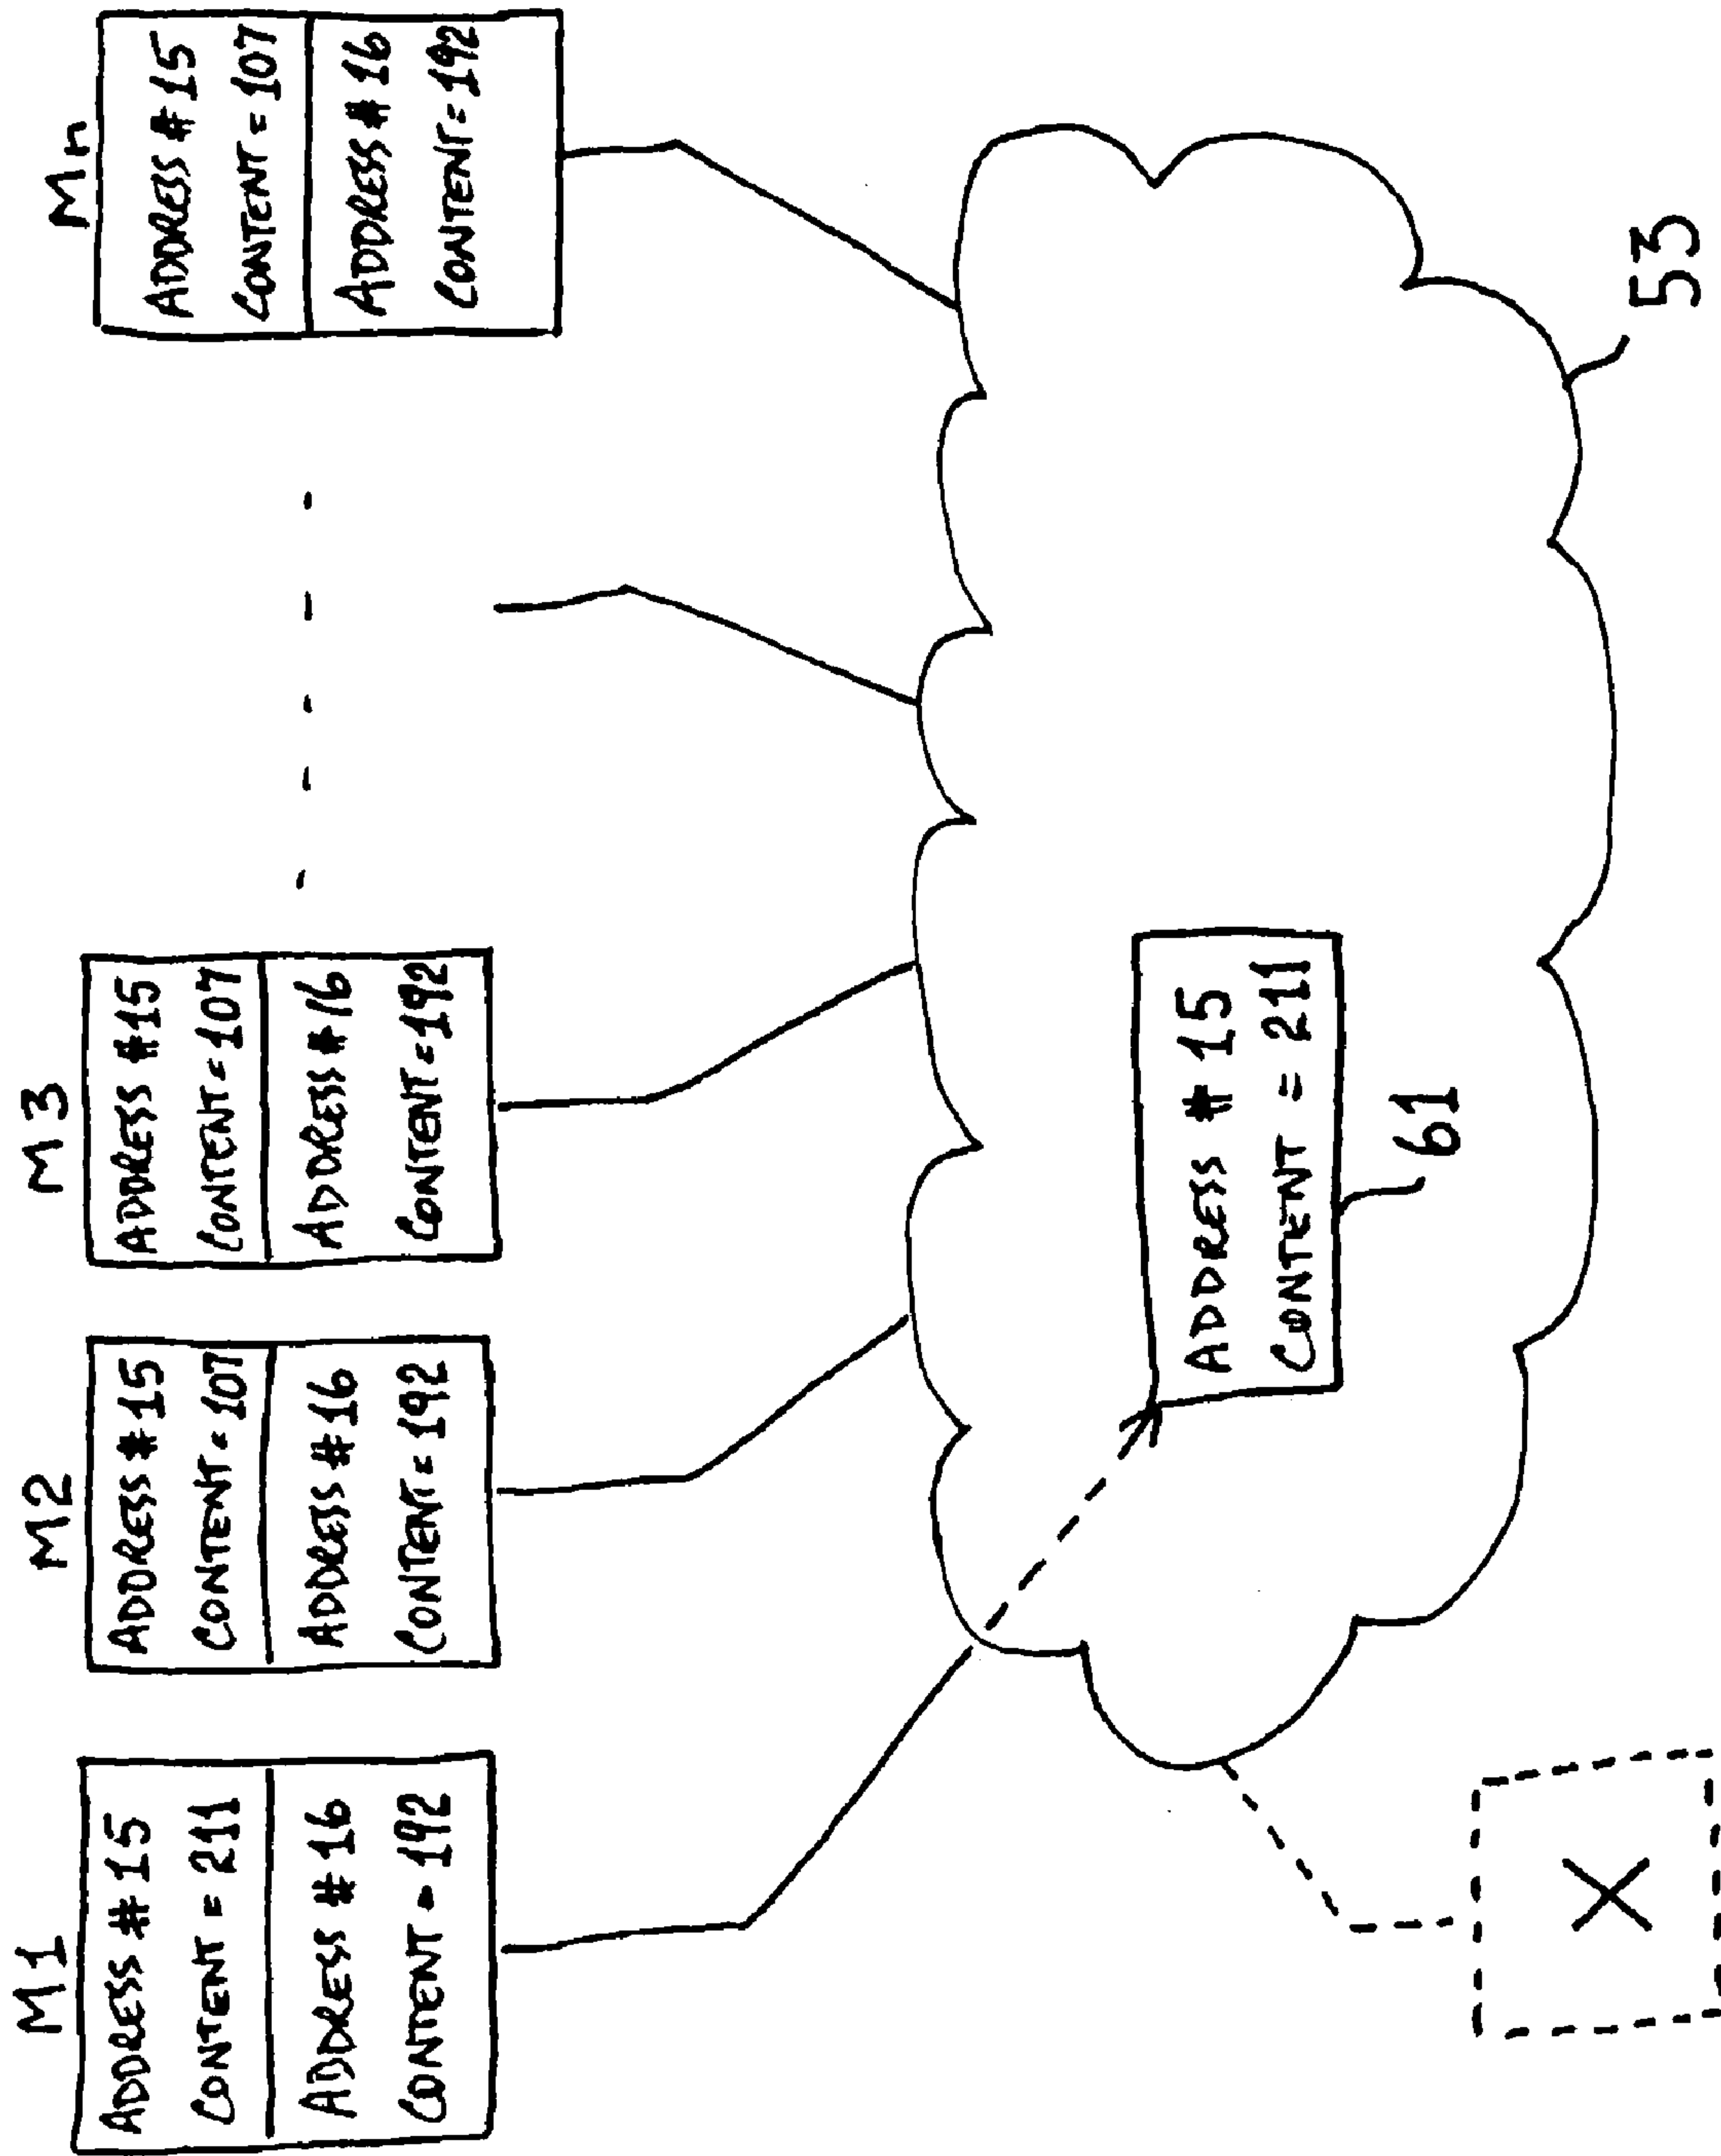 M1
ADDRESS #15
CONTENT = 211
ADDRESS #16
CONTENT = 192
M2
ADDRESS #15
CONTENT = 107
ADDRESS #16
CONTENT = 192
M3
ADDRESS #15
CONTENT = 107
ADDRESS #16
CONTENT = 192
Mn
ADDRESS #15
CONTENT = 107
ADDRESS #16
CONTENT = 192
ADDRESS # 15
CONTENT = 211
61
53
X